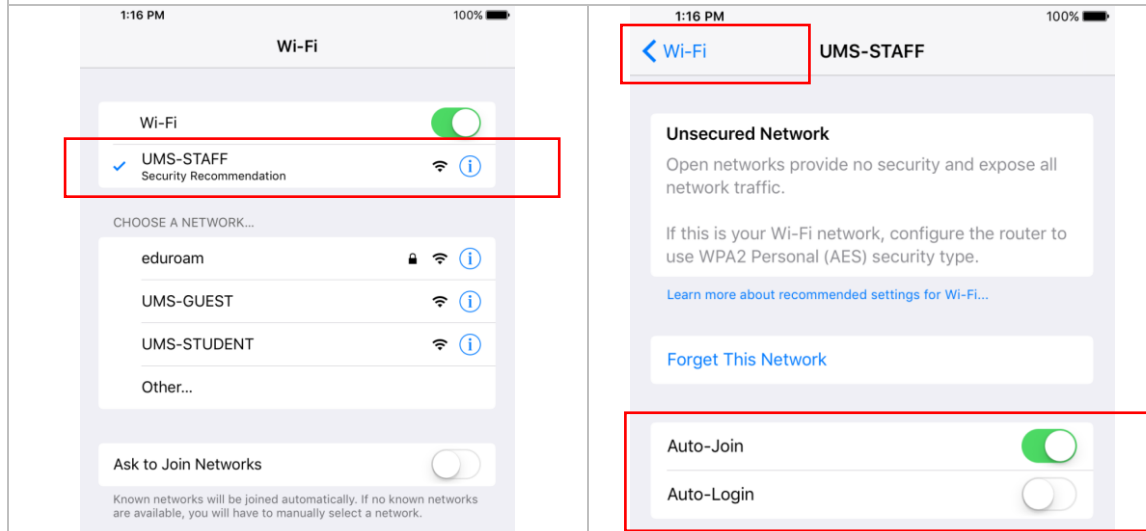 1:16 PM 100%
Wi-Fi
Wi-Fi
UMS-STAFF
Security Recommendation
CHOOSE A NETWORK...
eduroam
UMS-GUEST
UMS-STUDENT
Other...
Ask to Join Networks
Known networks will be joined automatically. If no known networks
are available, you will have to manually select a network.
1:16 PM 100%
Wi-Fi UMS-STAFF
Unsecured Network
Open networks provide no security and expose all
network traffic.
If this is your Wi-Fi network, configure the router to
use WPA2 Personal (AES) security type.
Learn more about recommended settings for Wi-Fi...
Forget This Network
Auto-Join
Auto-Login